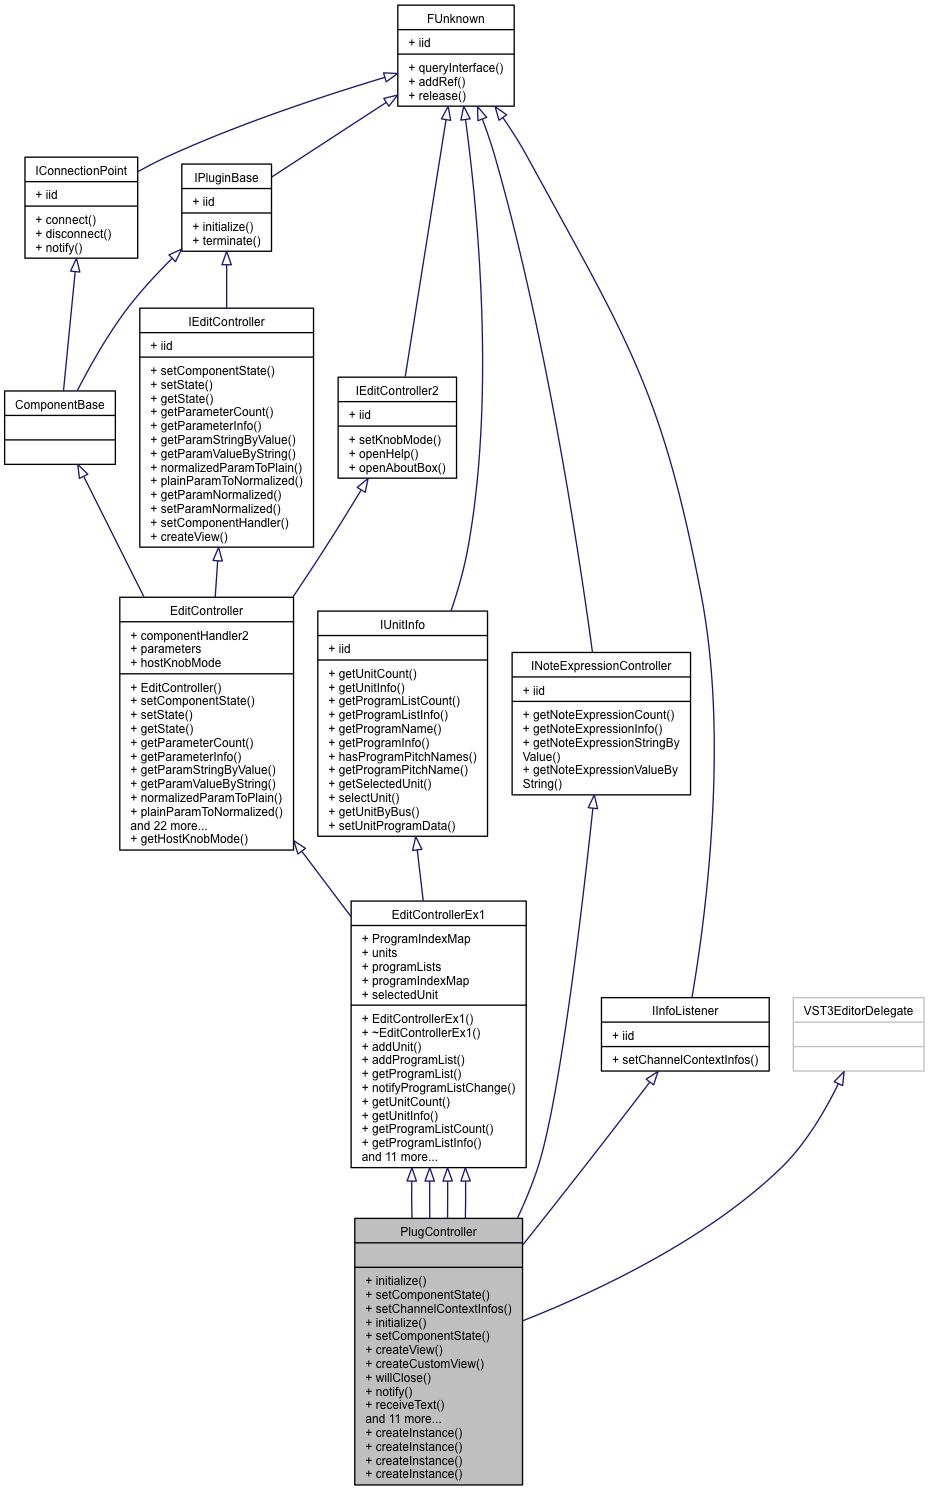 FUnknown
+ iid
+ queryInterface()
+ addRef()
+ release()
IConnectionPoint
+ iid
+ connect()
+ disconnect()
+ notify()
IPluginBase
+ iid
+ initialize()
+ terminate()
IEditController
+ iid
+ setComponentState()
+ setState()
+ getState()
+ getParameterCount()
+ getParameterInfo()
+ getParamStringByValue()
+ getParamValueByString()
+ normalizedParamToPlain()
+ plainParamToNormalized()
+ getParamNormalized()
+ setParamNormalized()
+ setComponentHandler()
+ createView()
IEditController2
+ iid
+ setKnobMode()
+ openHelp()
+ openAboutBox()
ComponentBase
EditController
+ componentHandler2
+ parameters
+ hostKnobMode
+ EditController()
+ setComponentState()
+ setState()
+ getState()
+ getParameterCount()
+ getParameterInfo()
+ getParamStringByValue()
+ getParamValueByString()
+ normalizedParamToPlain()
+ plainParamToNormalized()
and 22 more...
+ getHostKnobMode()
IUnitInfo
+ iid
+ getUnitCount()
+ getUnitInfo()
+ getProgramListCount()
+ getProgramListInfo()
+ getProgramName()
+ getProgramInfo()
+ hasProgramPitchNames()
+ getProgramPitchName()
+ getSelectedUnit()
+ selectUnit()
+ getUnitByBus()
+ setUnitProgramData()
INoteExpressionController
+ iid
+ getNoteExpressionCount()
+ getNoteExpressionInfo()
+ getNoteExpressionStringBy
Value()
+ getNoteExpressionValueBy
String()
EditControllerEx1
+ ProgramIndexMap
+ units
+ programLists
+ programIndexMap
+ selectedUnit
+ EditControllerEx1()
+ ~EditControllerEx1()
+ addUnit()
+ addProgramList()
+ getProgramList()
+ notifyProgramListChange()
+ getUnitCount()
+ getUnitInfo()
+ getProgramListCount()
+ getProgramListInfo()
and 11 more...
IInfoListener
+ iid
+ setChannelContextInfos()
VST3EditorDelegate
PlugController
+ initialize()
+ setComponentState()
+ setChannelContextInfos()
+ initialize()
+ setComponentState()
+ createView()
+ createCustomView()
+ willClose()
+ notify()
+ receiveText()
and 11 more...
+ createInstance()
+ createInstance()
+ createInstance()
+ createInstance()